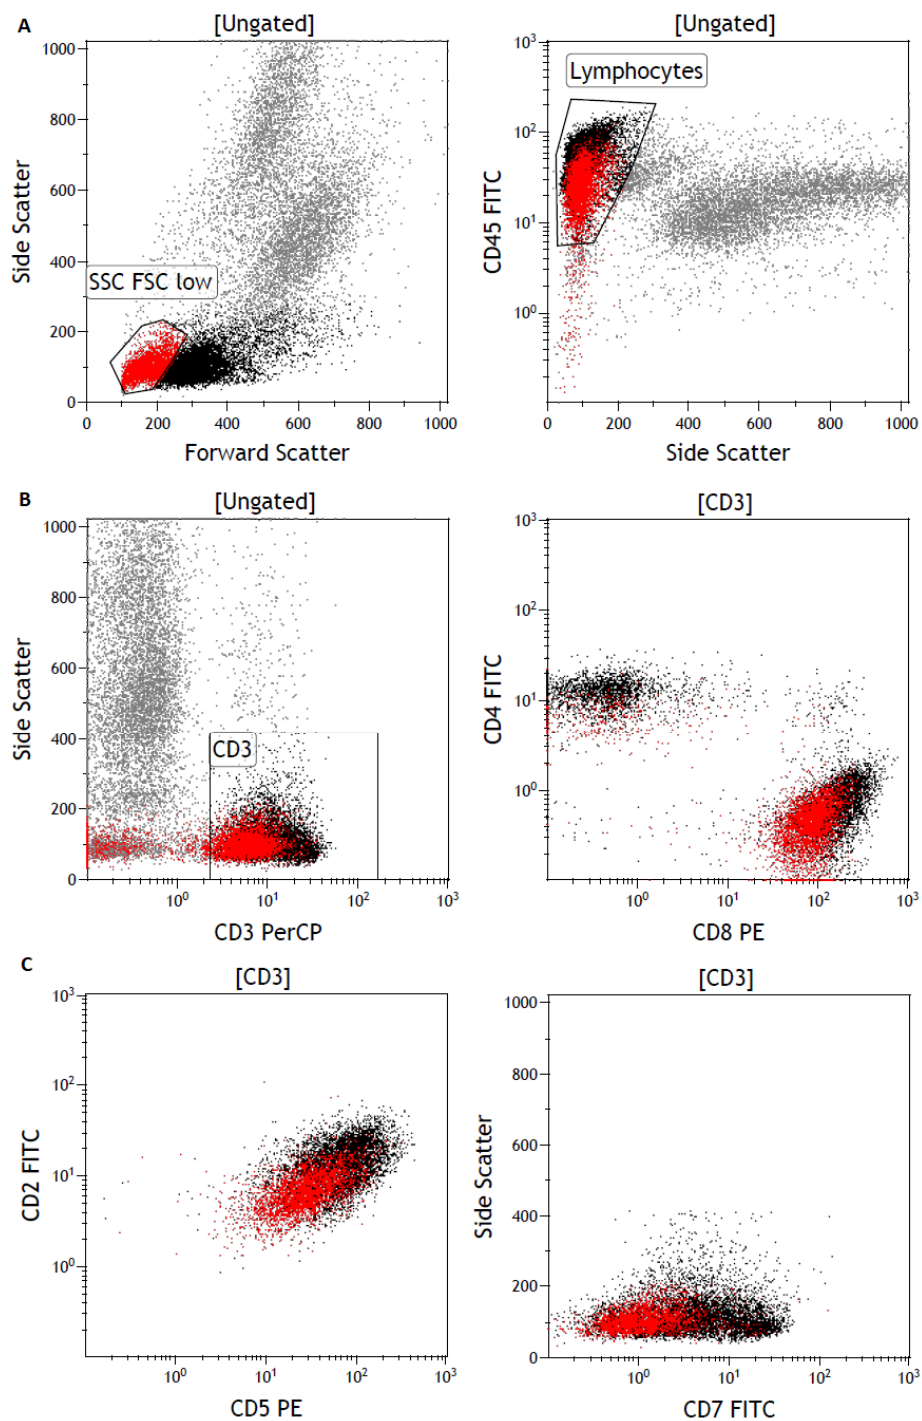 A
[Ungated]
[Ungated]
1000
800
600
400
200
0
Side Scatter
SSC FSC low
0 200 400 600 800 1000
Forward Scatter
10³
10²
10¹
10⁰
CD45 FITC
Lymphocytes
0 200 400 600 800 1000
Side Scatter
B
[Ungated]
[CD3]
1000
800
600
400
200
0
Side Scatter
CD3
10⁰ 10¹ 10² 10³
CD3 PerCP
10³
10²
10¹
10⁰
CD4 FITC
10⁰ 10¹ 10² 10³
CD8 PE
C
[CD3]
[CD3]
10³
10²
10¹
10⁰
CD2 FITC
10⁰ 10¹ 10² 10³
CD5 PE
1000
800
600
400
200
0
Side Scatter
10⁰ 10¹ 10² 10³
CD7 FITC